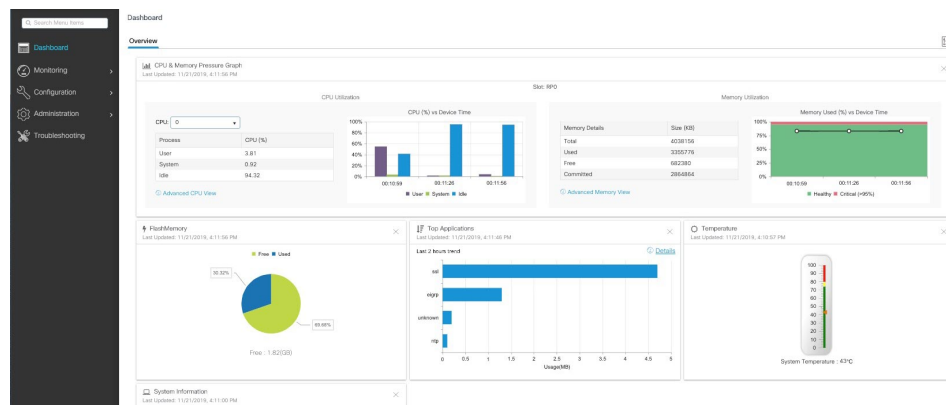 Search Menu Items
Dashboard
Monitoring
Configuration
Administration
Troubleshooting
Dashboard
Overview
CPU & Memory Pressure Graph
Last Updated: 11/21/2019, 4:11:56 PM
Slot: RP0
CPU Utilization
CPU: 0
Process CPU (%)
User 3.81
System 0.92
Idle 94.32
Advanced CPU View
CPU (%) vs Device Time
100%
80%
60%
40%
20%
0%
00:10:59 00:11:26 00:11:56
User System Idle
Memory Utilization
Memory Details Size (KB)
Total 4038156
Used 3355776
Free 682380
Committed 2864864
Advanced Memory View
Memory Used (%) vs Device Time
100%
75%
50%
25%
0%
00:10:59 00:11:26 00:11:56
Healthy Critical (>95%)
FlashMemory
Last Updated: 11/21/2019, 4:11:56 PM
Free Used
Free : 1.82(GB)
Top Applications
Last Updated: 11/21/2019, 4:11:46 PM
Last 2 hours trend
Details
ssl
eigrp
unknown
ntp
0 0.5 1 1.5 2 2.5 3 3.5 4 4.5 5
Usage(MB)
Temperature
Last Updated: 11/21/2019, 4:10:57 PM
100
90
80
70
60
50
40
30
20
10
0
System Temperature : 43°C
System Information
Last Updated: 11/21/2019, 4:11:00 PM